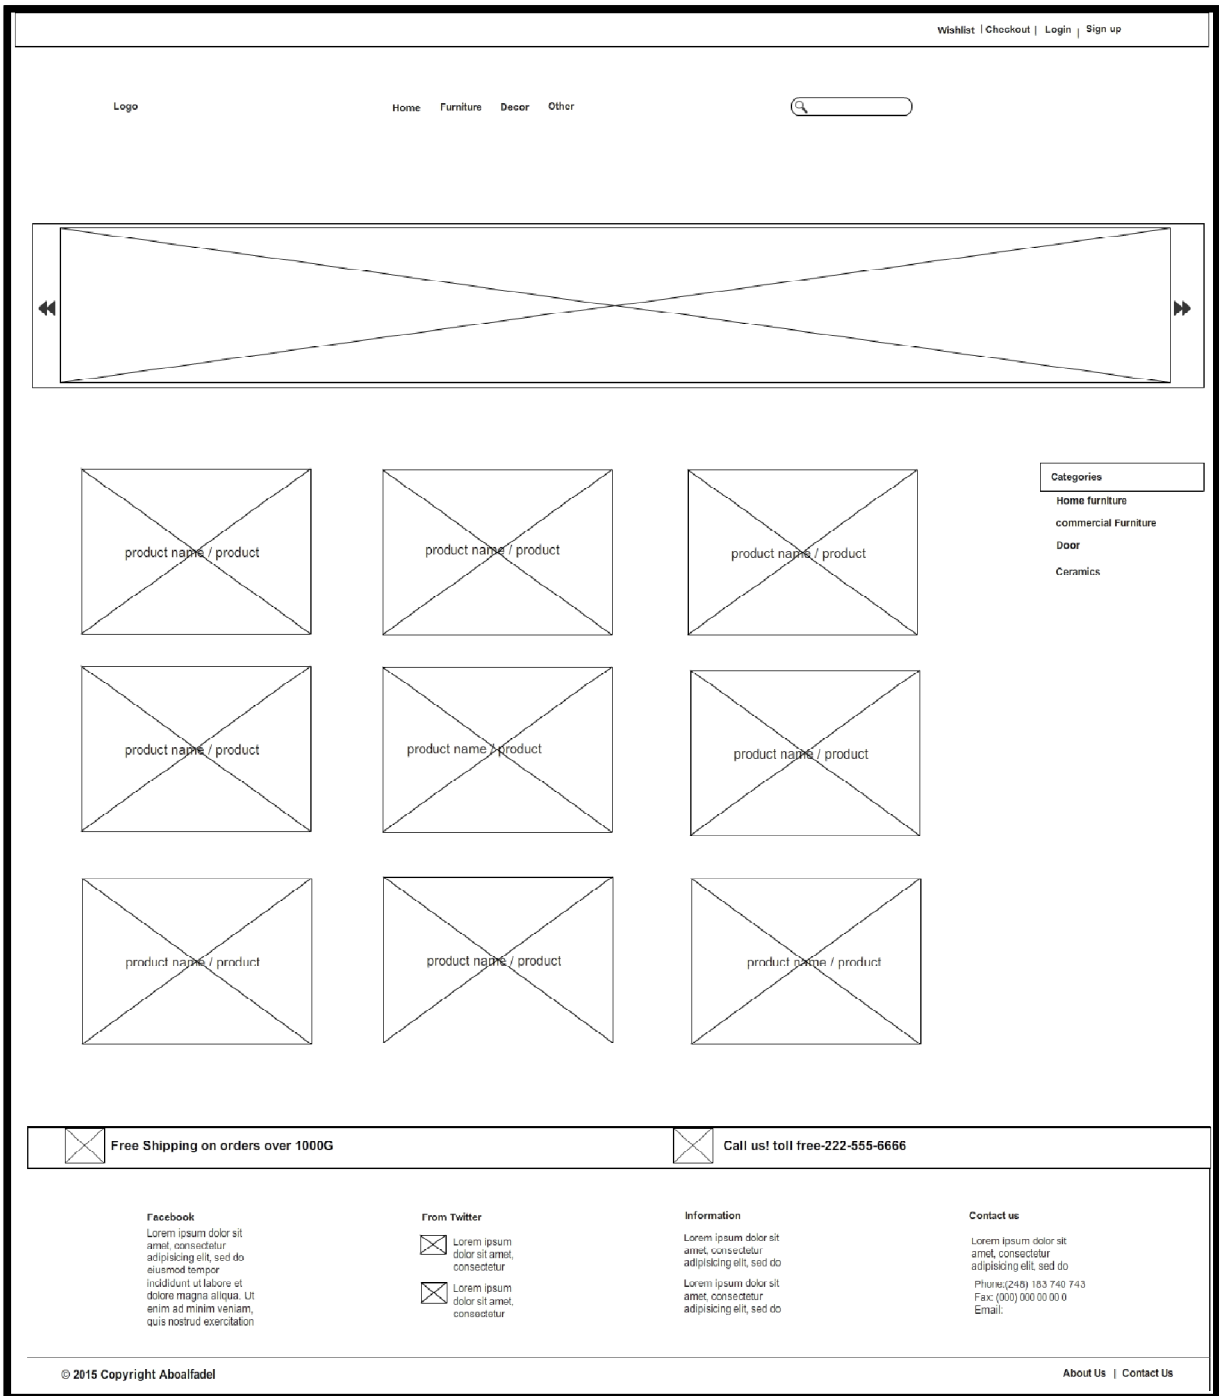 Wishlist | Checkout | Login | Sign up
Logo
Home Furniture Decor Other
Categories
Home furniture
commercial Furniture
Door
Ceramics
product name / product
product name / product
product name / product
product name / product
product name / product
product name / product
product name / product
product name / product
product name / product
Free Shipping on orders over 1000G
Call us! toll free-222-555-6666
Facebook
Lorem ipsum dolor sit
amet, consectetur
adipisicing elit, sed do
eiusmod tempor
incididunt ut labore et
dolore magna aliqua. Ut
enim ad minim veniam,
quis nostrud exercitation
From Twitter
Lorem ipsum
dolor sit amet,
consectetur
Lorem ipsum
dolor sit amet,
consectetur
Information
Lorem ipsum dolor sit
amet, consectetur
adipisicing elit, sed do
Lorem ipsum dolor sit
amet, consectetur
adipisicing elit, sed do
Contact us
Lorem ipsum dolor sit
amet, consectetur
adipisicing elit, sed do
Phone:(248) 183 740 743
Fax: (000) 000 00 00 0
Email:
© 2015 Copyright Aboalfadel
About Us | Contact Us